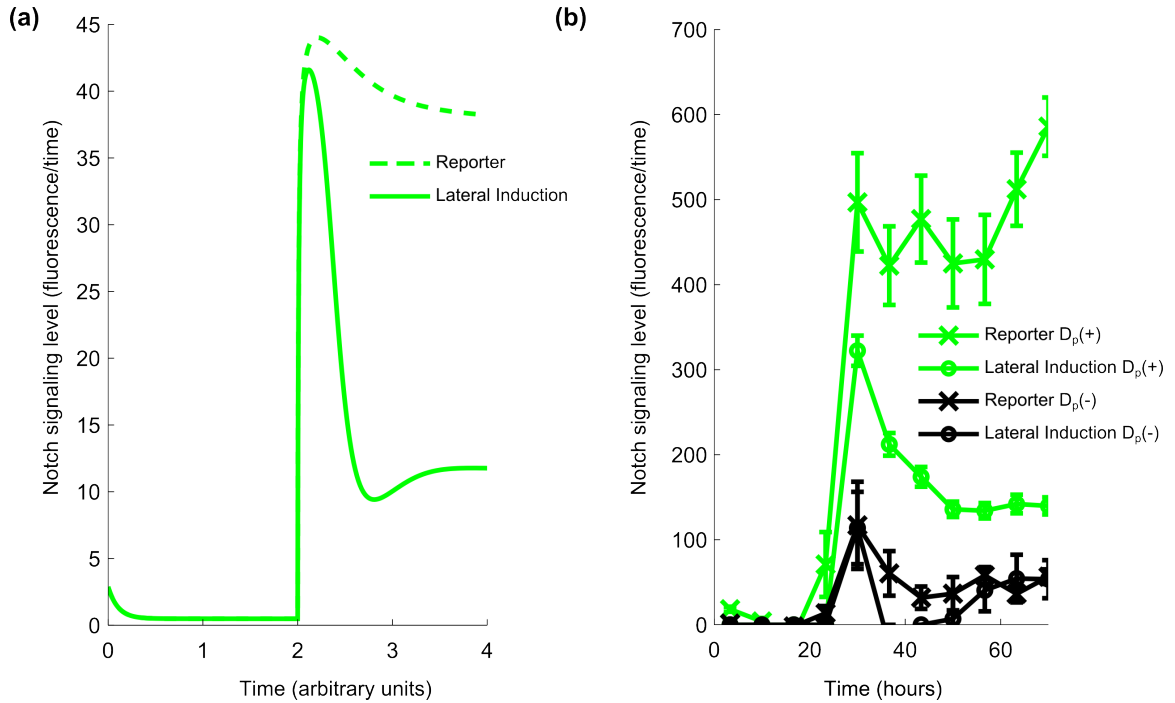 (a)
45
40
35
30
25
20
15
10
5
0
Notch signaling level (fluorescence/time)
Reporter
Lateral Induction
0 1 2 3 4
Time (arbitrary units)
(b)
700
600
500
400
300
200
100
0
Notch signaling level (fluorescence/time)
Reporter Dp(+)
Lateral Induction Dp(+)
Reporter Dp(-)
Lateral Induction Dp(-)
0 20 40 60
Time (hours)